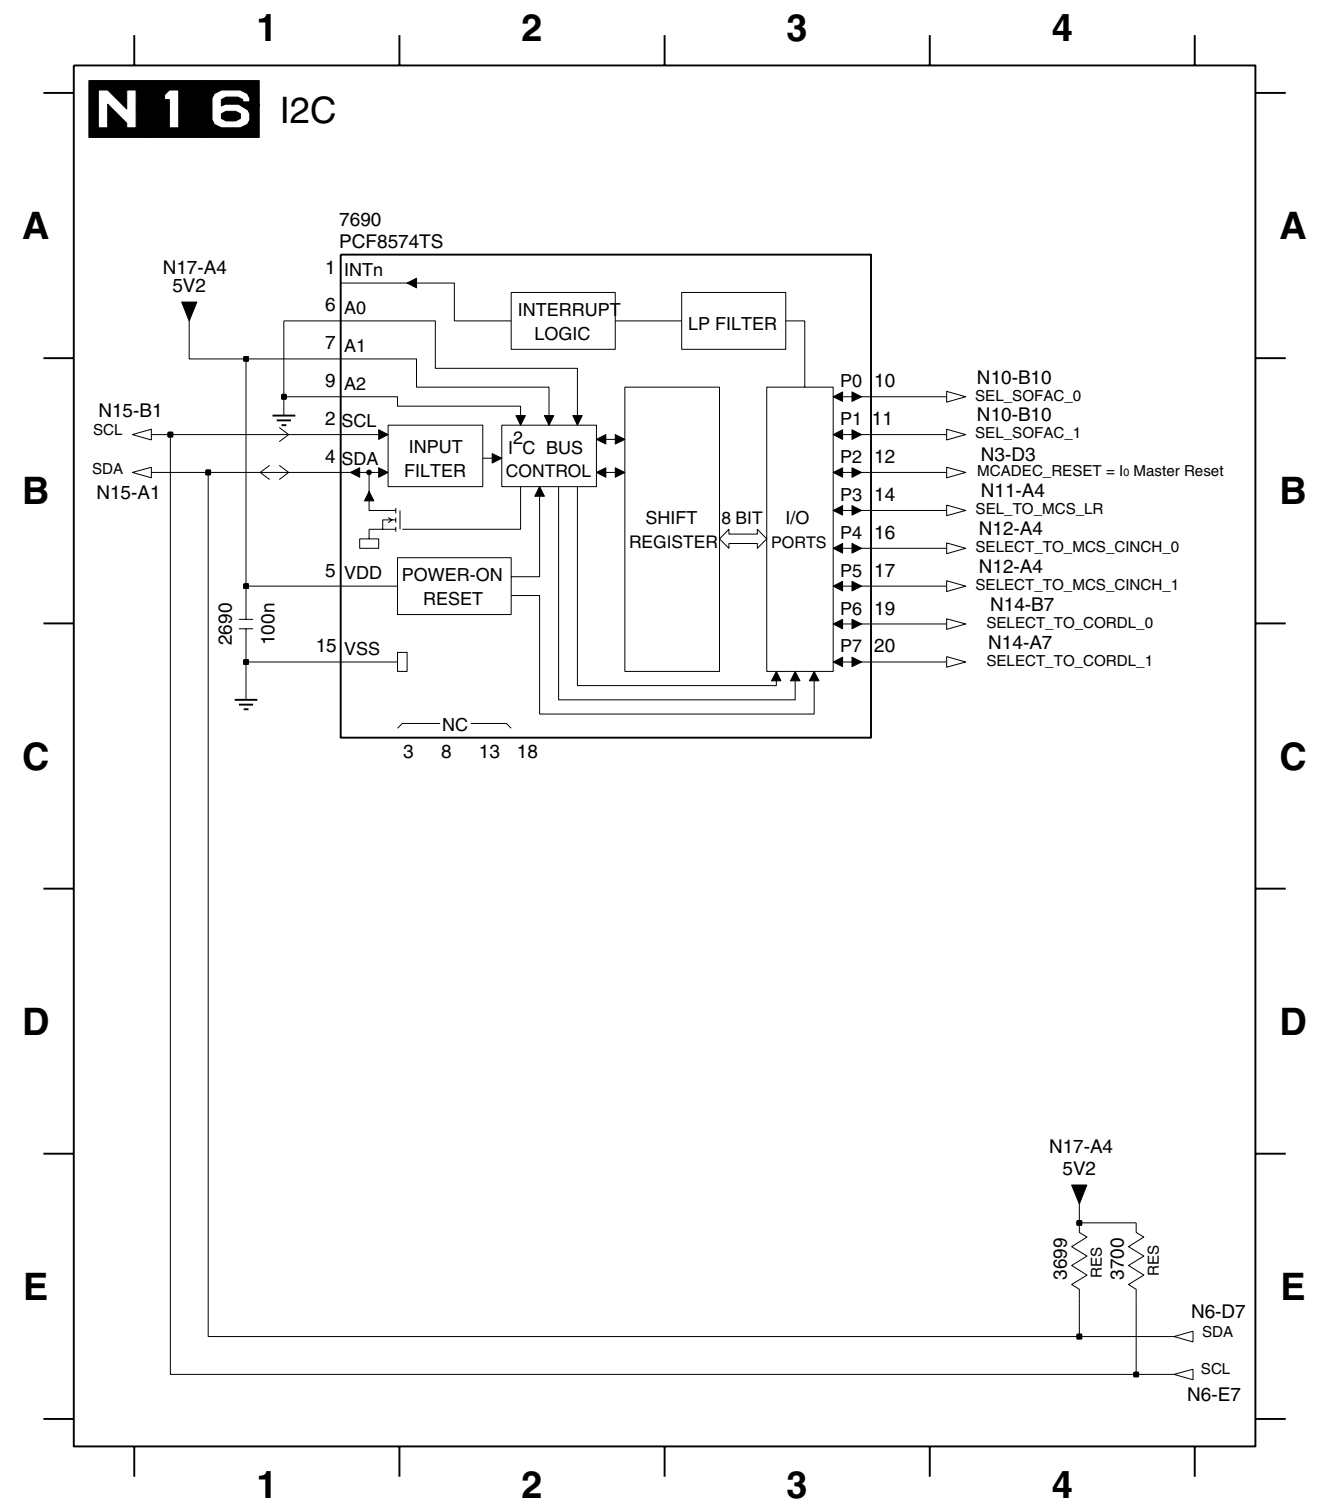 1 2 3 4
N16 I2C
A A
7690
PCF8574TS
N17-A4
5V2
1 INTn
6 A0
7 A1
9 A2
2 SCL
4 SDA
5 VDD
15 VSS
INTERRUPT
LOGIC
LP FILTER
N15-B1
SCL
SDA
N15-A1
INPUT
FILTER
I2C BUS
CONTROL
POWER-ON
RESET
SHIFT
REGISTER
8 BIT
I/O
PORTS
P0 10
N10-B10
SEL_SOFAC_0
P1 11
N10-B10
SEL_SOFAC_1
P2 12
N3-D3
MCADEC_RESET = I0 Master Reset
P3 14
N11-A4
SEL_TO_MCS_LR
P4 16
N12-A4
SELECT_TO_MCS_CINCH_0
P5 17
N12-A4
SELECT_TO_MCS_CINCH_1
P6 19
N14-B7
SELECT_TO_CORDL_0
P7 20
N14-A7
SELECT_TO_CORDL_1
B B
2690
100n
NC
3 8 13 18
C C
D D
N17-A4
5V2
3699
RES
3700
RES
E E
N6-D7
SDA
SCL
N6-E7
1 2 3 4